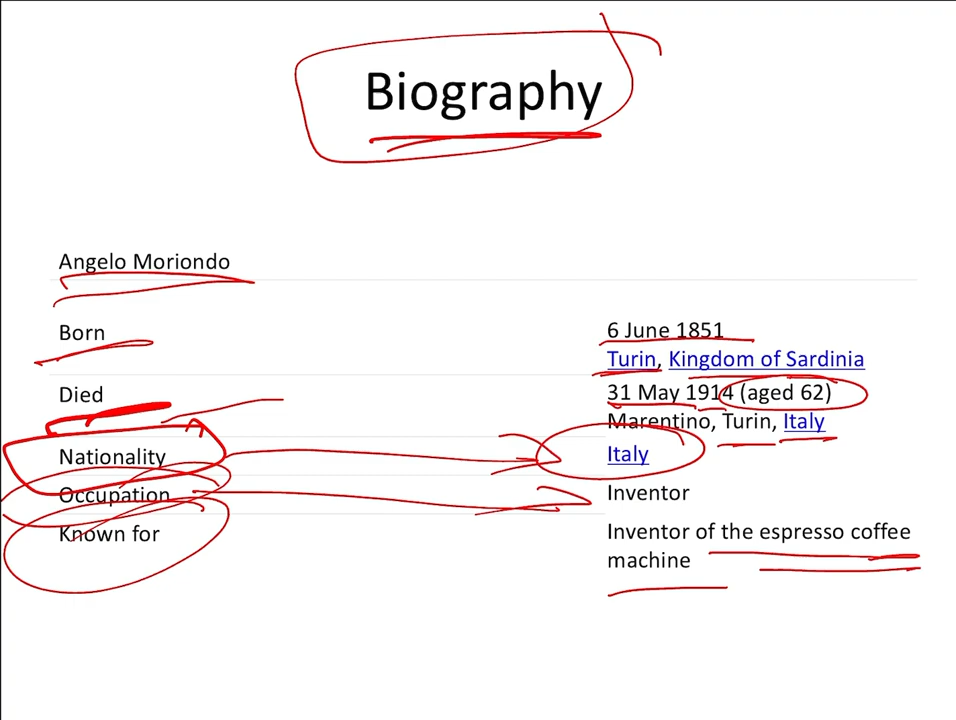 Biography
Angelo Moriondo
Born
6 June 1851
Turin, Kingdom of Sardinia
Died
31 May 1914 (aged 62)
Marentino, Turin, Italy
Nationality
Italy
Occupation
Inventor
Known for
Inventor of the espresso coffee
machine